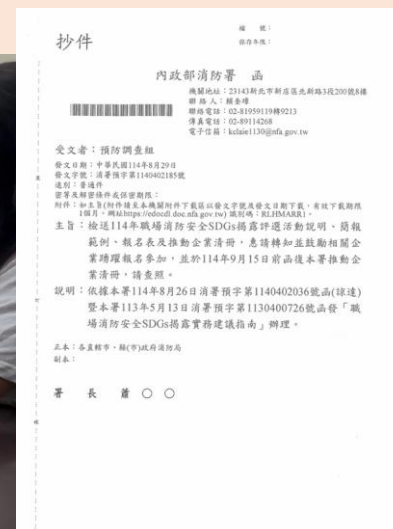 檔　　號：
保存年限：
抄件
內政部消防署　函
機關地址：23143新北市新店區北新路3段200號8樓
聯 絡 人：賴奎瑋
聯絡電話：02-81959119轉9213
傳真電話：02-89114268
電子信箱：kclaie1130@nfa.gov.tw
受文者：預防調查組
發文日期：中華民國114年8月29日
發文字號：消署預字第1140402185號
速別：普通件
密等及解密條件或保密期限：
附件：如主旨(附件請至本機關附件下載區以發文字號及發文日期下載，有效下載期限
1個月，網址https://edocdl.doc.nfa.gov.tw) 識別碼：RLHMARR1。
主旨：檢送114年職場消防安全SDGs揭露評選活動說明、簡報
範例、報名表及推動企業清冊，惠請轉知並鼓勵相關企
業踴躍報名參加，並於114年9月15日前函復本署推動企
業清冊，請查照。
說明：依據本署114年8月26日消署預字第1140402036號函(諒達)
暨本署113年5月13日消署預字第1130400726號函發「職
場消防安全SDGs揭露實務建議指南」辦理。
正本：各直轄市、縣(市)政府消防局
副本：
署　長　蕭○○